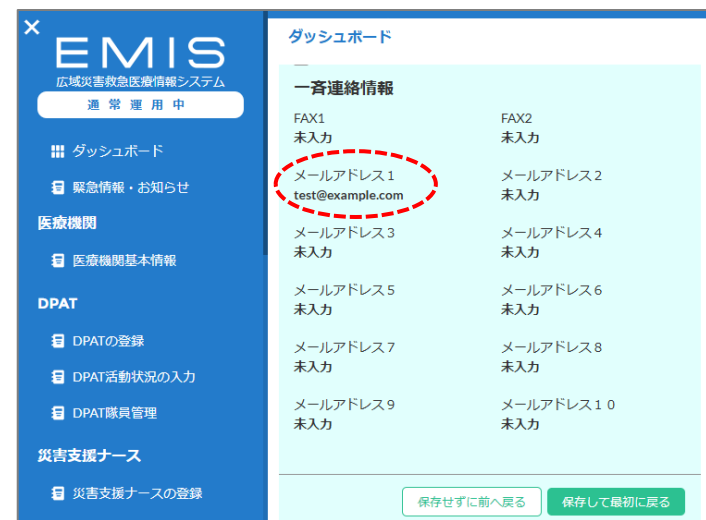 ×
EMIS
広域災害救急医療情報システム
通常運用中
ダッシュボード
緊急情報・お知らせ
医療機関
医療機関基本情報
DPAT
DPATの登録
DPAT活動状況の入力
DPAT隊員管理
災害支援ナース
災害支援ナースの登録
ダッシュボード
一斉連絡情報
FAX1
未入力
FAX2
未入力
メールアドレス1
test@example.com
メールアドレス2
未入力
メールアドレス3
未入力
メールアドレス4
未入力
メールアドレス5
未入力
メールアドレス6
未入力
メールアドレス7
未入力
メールアドレス8
未入力
メールアドレス9
未入力
メールアドレス10
未入力
保存せずに前へ戻る
保存して最初に戻る